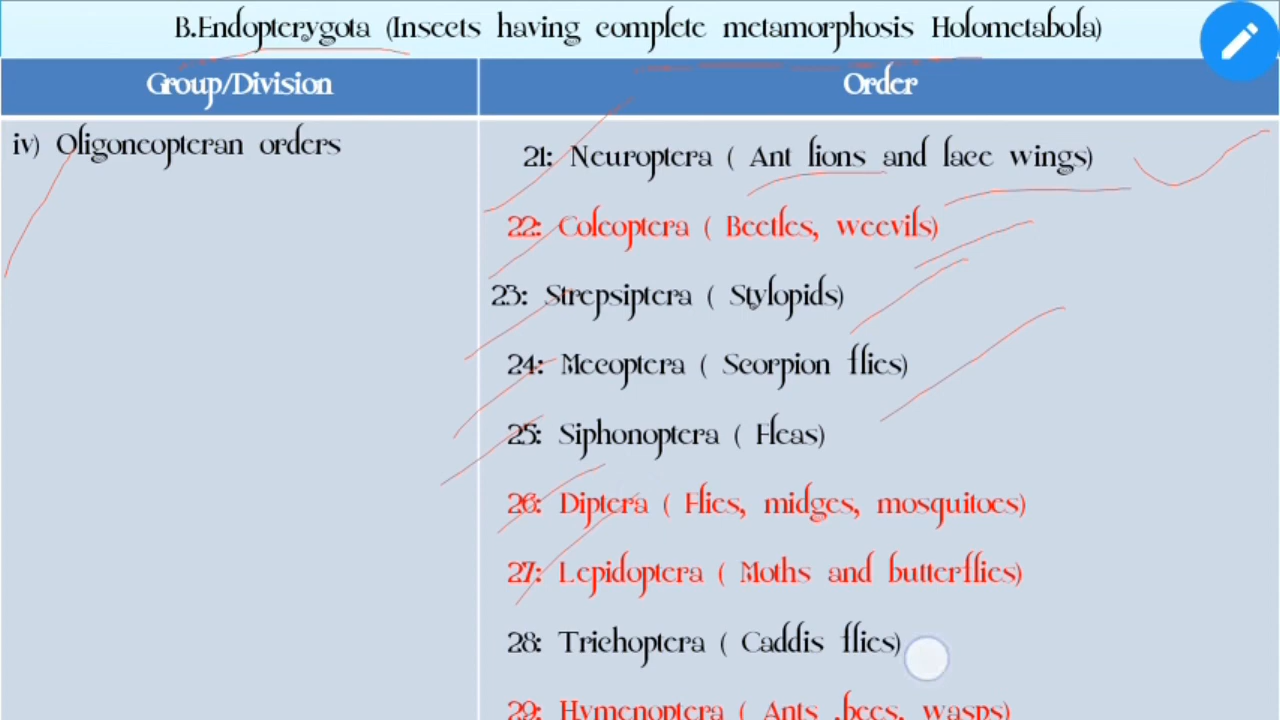 B.Endopterygota (Insects having complete metamorphosis Holometabola)
Group/Division
Order
iv) Oligoneopteran orders
21: Neuroptera ( Ant lions and lace wings)
22: Coleoptera ( Beetles, weevils)
23: Strepsiptera ( Stylopids)
24: Mecoptera ( Scorpion flies)
25: Siphonoptera ( Fleas)
26: Diptera ( Flies, midges, mosquitoes)
27: Lepidoptera ( Moths and butterflies)
28: Trichoptera ( Caddis flies)
29: Hymenoptera ( Ants ,bees, wasps)